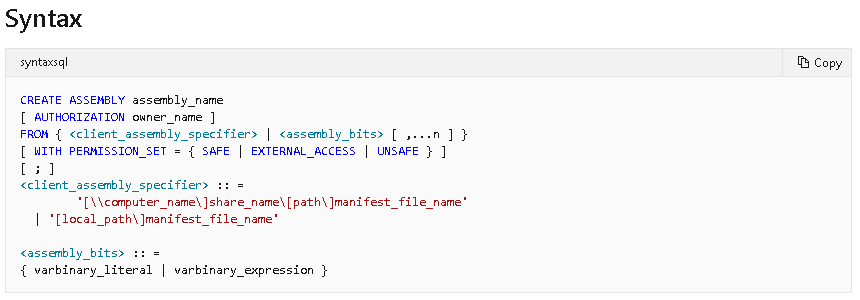 Syntax
syntaxsql
Copy
CREATE ASSEMBLY assembly_name
[ AUTHORIZATION owner_name ]
FROM { <client_assembly_specifier> | <assembly_bits> [ ,...n ] }
[ WITH PERMISSION_SET = { SAFE | EXTERNAL_ACCESS | UNSAFE } ]
[ ; ]
<client_assembly_specifier> :: =
'[\\computer_name\]share_name\[path\]manifest_file_name'
| '[local_path\]manifest_file_name'
<assembly_bits> :: =
{ varbinary_literal | varbinary_expression }